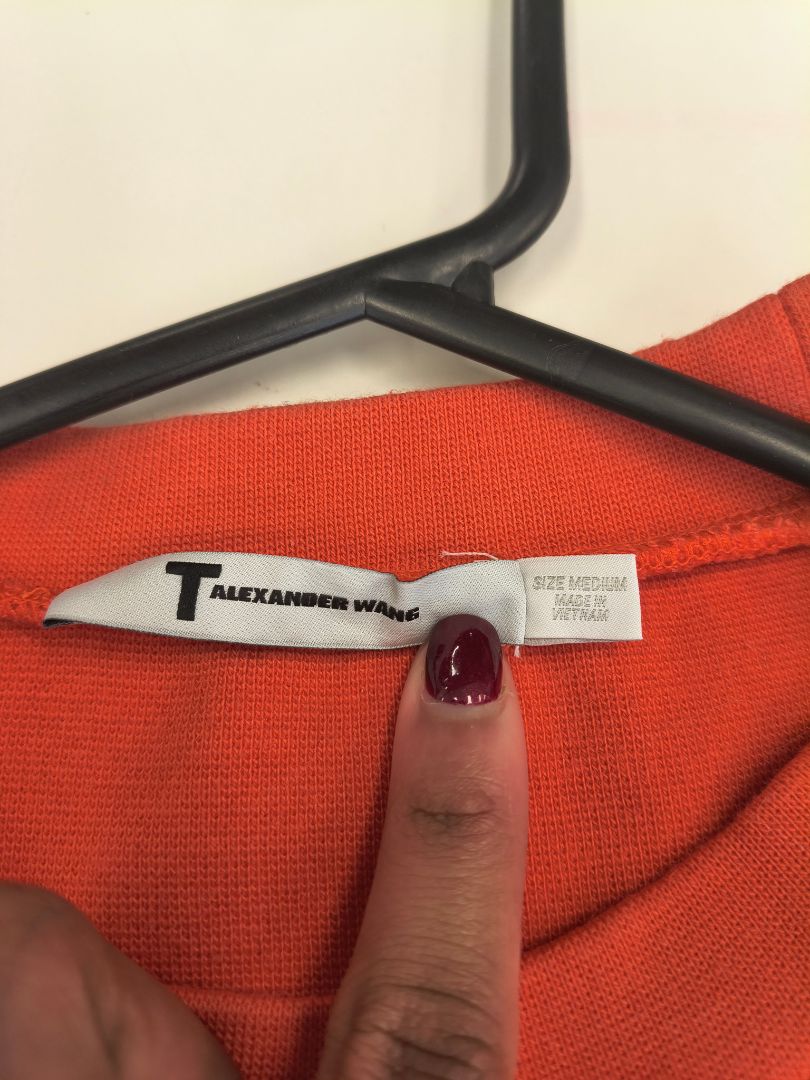 T ALEXANDER WANG
SIZE MEDIUM
MADE IN
VIETNAM